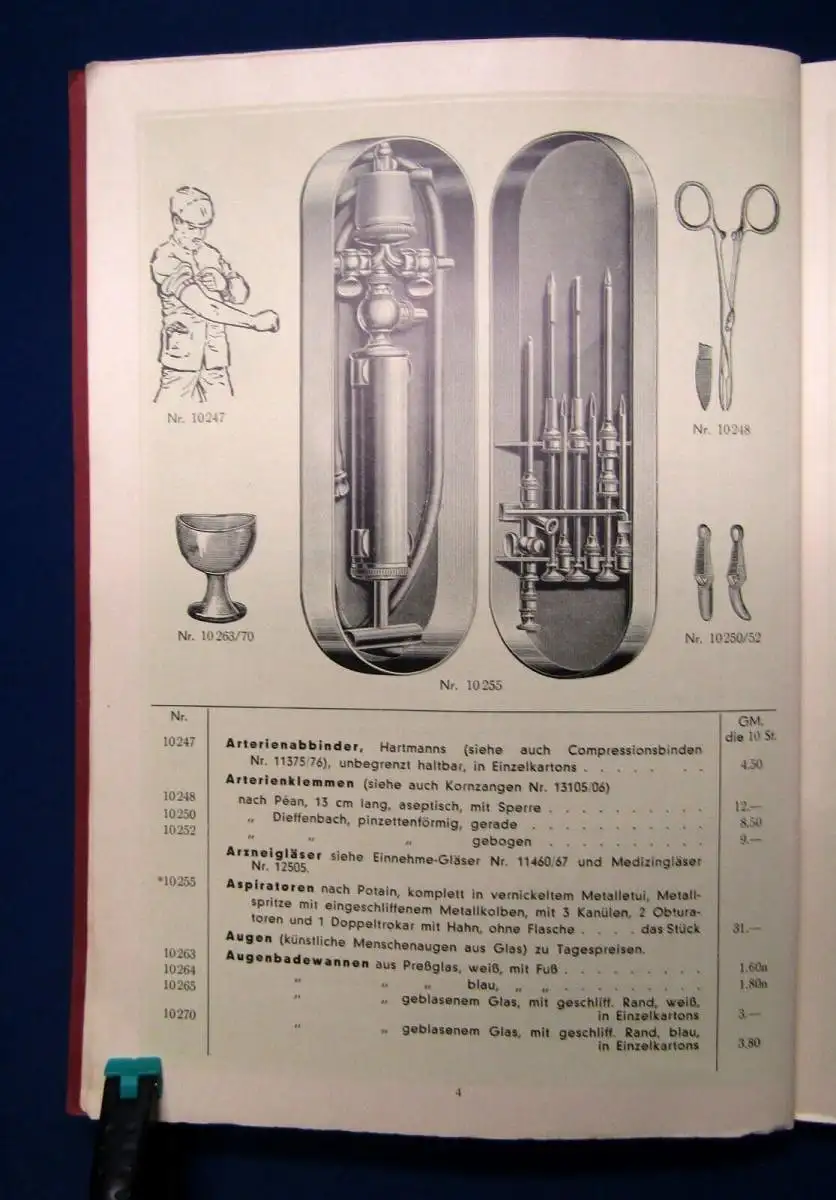 Nr. 10247
Nr. 10248
Nr. 10263/70
Nr. 10250/52
Nr. 10255
Nr.
GM.
die 10 St.
10247 Arterienabbinder, Hartmanns (siehe auch Compressionsbinden
Nr. 11375/76), unbegrenzt haltbar, in Einzelkartons . . . . . . . 4.50
Arterienklemmen (siehe auch Kornzangen Nr. 13105/06)
10248 nach Péan, 13 cm lang, aseptisch, mit Sperre . . . . . . . . . . 12.—
10250 „ Dieffenbach, pinzettenförmig, gerade . . . . . . . . . . . 8.50
10252 „ „ „ gebogen . . . . . . . . . . 9.—
Arzneigläser siehe Einnehme-Gläser Nr. 11460/67 und Medizingläser
Nr. 12505.
*10255 Aspiratoren nach Potain, komplett in vernickeltem Metalletui, Metall-
spritze mit eingeschliffenem Metallkolben, mit 3 Kanülen, 2 Obtura-
toren und 1 Doppeltrokar mit Hahn, ohne Flasche . . . . das Stück 31.—
Augen (künstliche Menschenaugen aus Glas) zu Tagespreisen.
10263 Augenbadewannen aus Preßglas, weiß, mit Fuß . . . . . . . . . 1.60n
10264 „ „ „ blau, „ „ . . . . . . . . . 1.80n
10265 „ „ geblasenem Glas, mit geschliff. Rand, weiß,
in Einzelkartons 3.—
10270 „ „ geblasenem Glas, mit geschliff. Rand, blau,
in Einzelkartons 3.80
4